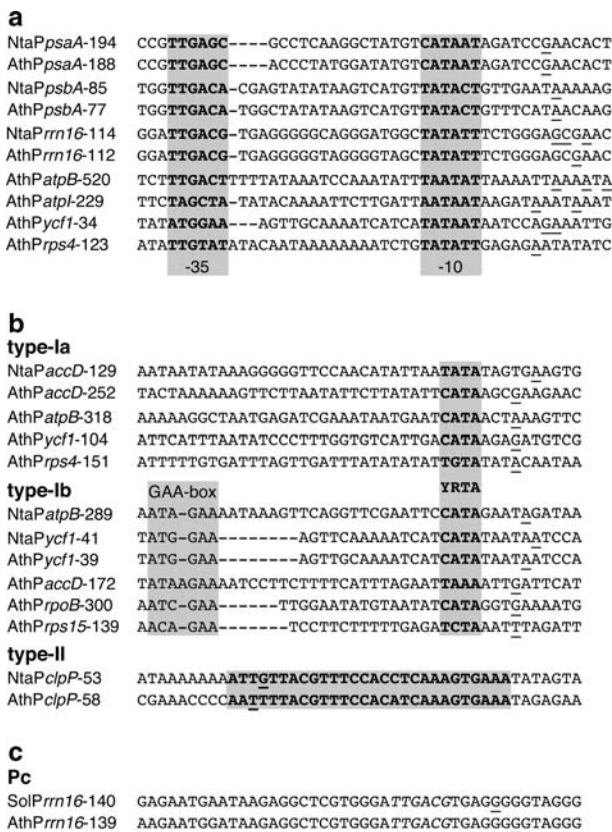 a
NtaPpsaA-194 CCGTTGAGC----GCCTCAAGGCTATGTCATAATAGATCCGAACACT
AthPpsaA-188 CCGTTGAGC----ACCCTATGGATATGTCATAATAGATCCGAACACT
NtaPpsbA-85 TGGTTGACA-CGAGTATATAAGTCATGTTATACTGTTGAATAAAAAG
AthPpsbA-77 TGGTTGACA-TGGCTATATAAGTCATGTTATACTGTTTCATAACAAG
NtaPrrn16-114 GGATTGACG-TGAGGGGGCAGGGATGGCTATATTTCTGGGAGCGAAC
AthPrrn16-112 GGATTGACG-TGAGGGGGTAGGGGTAGCTATATTTCTGGGAGCGAAC
AthPatpB-520 TCTTTGACTTTTTATAAATCCAAATATTTAATATTAAAATTAAAATA
AthPatpI-229 TTCTAGCTA-TATAAAACAATTCTTGATTAATAATAAGATAAATAAAT
AthPycf1-34 TATATGGAA---AGTTGCAAAATCATCATATAATAATCCAGAAATTG
AthPrps4-123 ATATTGTATATACAATAAAAAAAATCTGTATATTGAGAGAATATATC
-35 -10
b
type-Ia
NtaPaccD-129 AATAATATAAAGGGGGTTCCAACATATTAATATATAGTGAAGTG
AthPaccD-252 TACTAAAAAAGTTCTTAATATTCTTATATTCATAAGCGAAGAAC
AthPatpB-318 AAAAAGGCTAATGAGATCGAAATAATGAATCATAACTAAAGTTC
AthPycf1-104 ATTCATTTAATATCCCTTTGGTGTCATTGACATAAGAGATGTCG
AthPrps4-151 ATTTTTGTGATTTAGTTGATTTATATATATTGTATATACAATAA
YRTA
type-Ib GAA-box
NtaPatpB-289 AATA-GAAAATAAAGTTCAGGTTCGAATTCCATAGAATAGATAA
NtaPycf1-41 TATG-GAA--------AGTTCAAAAATCATCATATAATAATCCA
AthPycf1-39 TATG-GAA--------AGTTGCAAAATCATCATATAATAATCCA
AthPaccD-172 TATAAGAAAATCCTTCTTTTCATTTAGAATTAAAATTGATTCAT
AthPrpoB-300 AATC-GAA------TTGGAATATGTAATATCATAGGTGAAAATG
AthPrps15-139 AACA-GAA-------TCCTTCTTTTTGAGATCTAAATTTAGATT
type-II
NtaPclpP-53 ATAAAAAAAATTGTTACGTTTCCACCTCAAAGTGAAATATAGTA
AthPclpP-58 CGAAACCCCAATTTTACGTTTCCACATCAAAGTGAAATAGAGAA
c
Pc
SolPrrn16-140 GAGAATGAATAAGAGGCTCGTGGGATTGACGTGAGGGGGTAGGG
AthPrrn16-139 AAGAATGGATAAGAGGCTCGTGGGATTGACGTGAGGGGGTAGGG